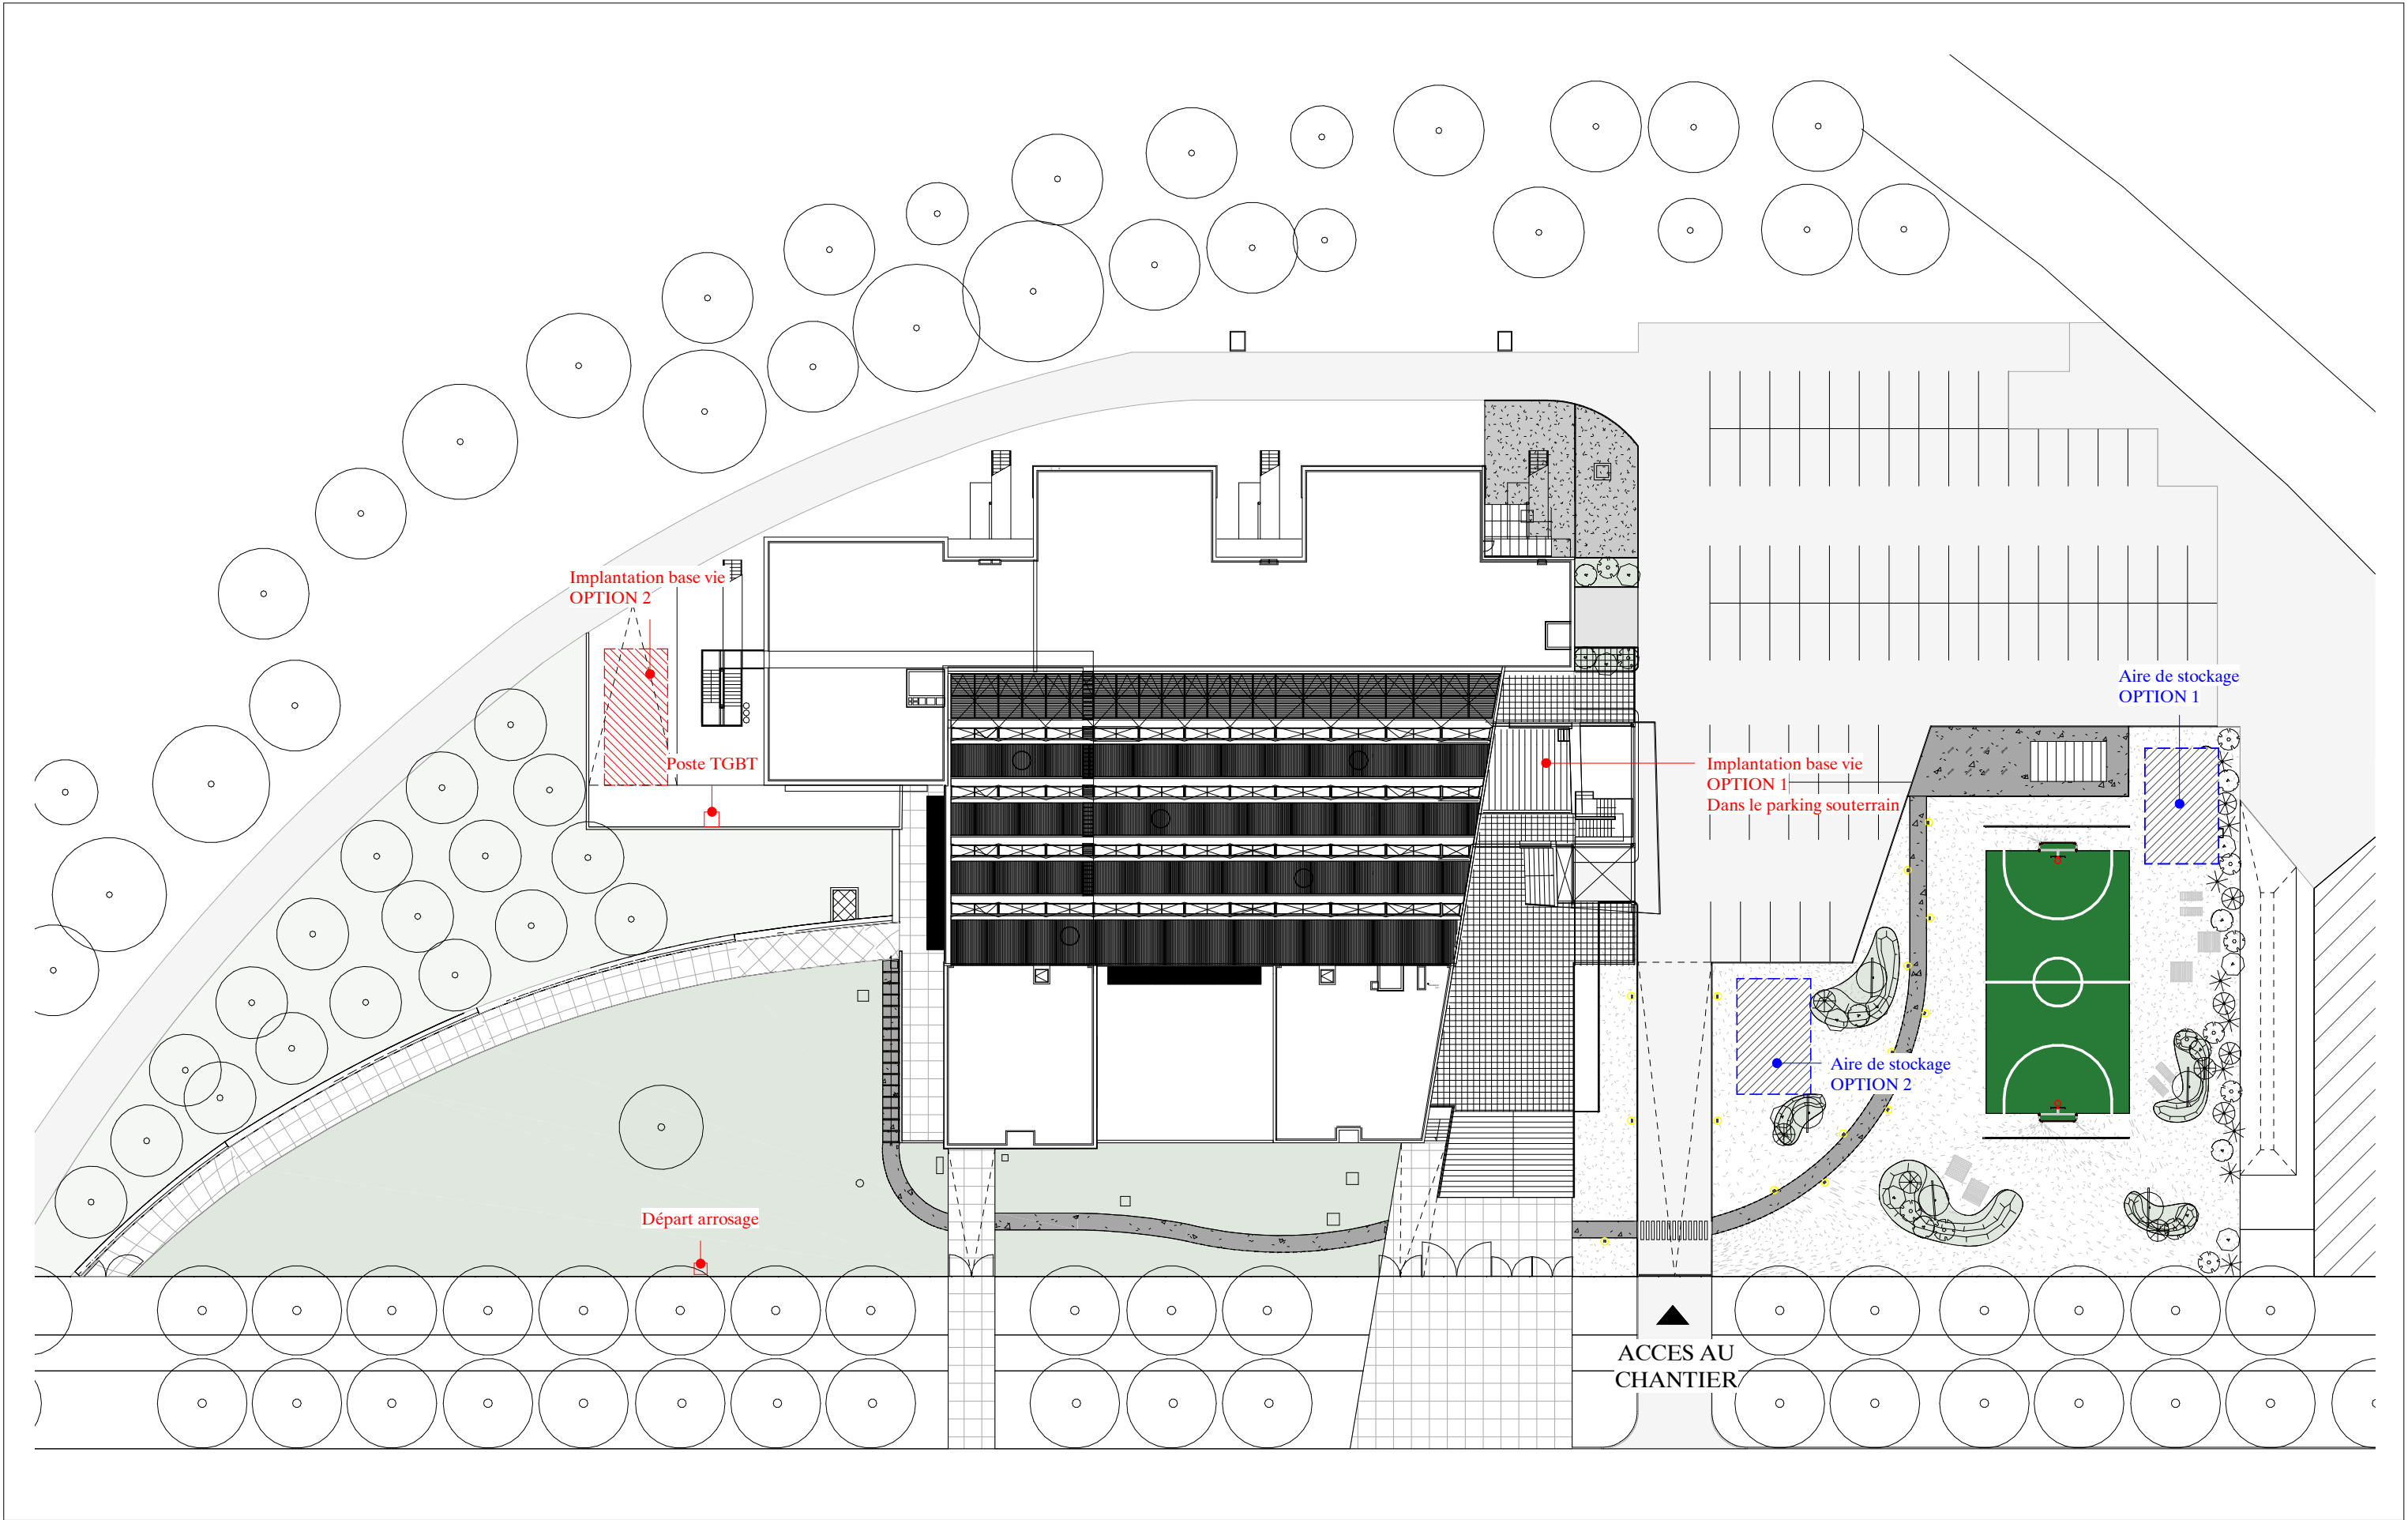 Implantation base vie
OPTION 2
Aire de stockage
OPTION 1
Poste TGBT
Implantation base vie
OPTION 1
Dans le parking souterrain
Aire de stockage
OPTION 2
Départ arrosage
ACCES AU
CHANTIER